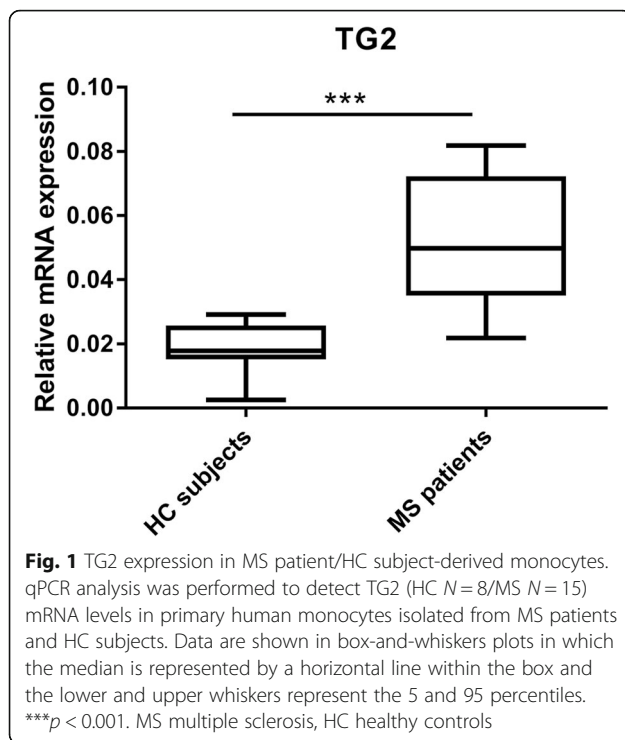 TG2
***
Relative mRNA expression
0.10
0.08
0.06
0.04
0.02
0.00
HC subjects
MS patients
Fig. 1 TG2 expression in MS patient/HC subject-derived monocytes.
qPCR analysis was performed to detect TG2 (HC N = 8/MS N = 15)
mRNA levels in primary human monocytes isolated from MS patients
and HC subjects. Data are shown in box-and-whiskers plots in which
the median is represented by a horizontal line within the box and
the lower and upper whiskers represent the 5 and 95 percentiles.
***p < 0.001. MS multiple sclerosis, HC healthy controls